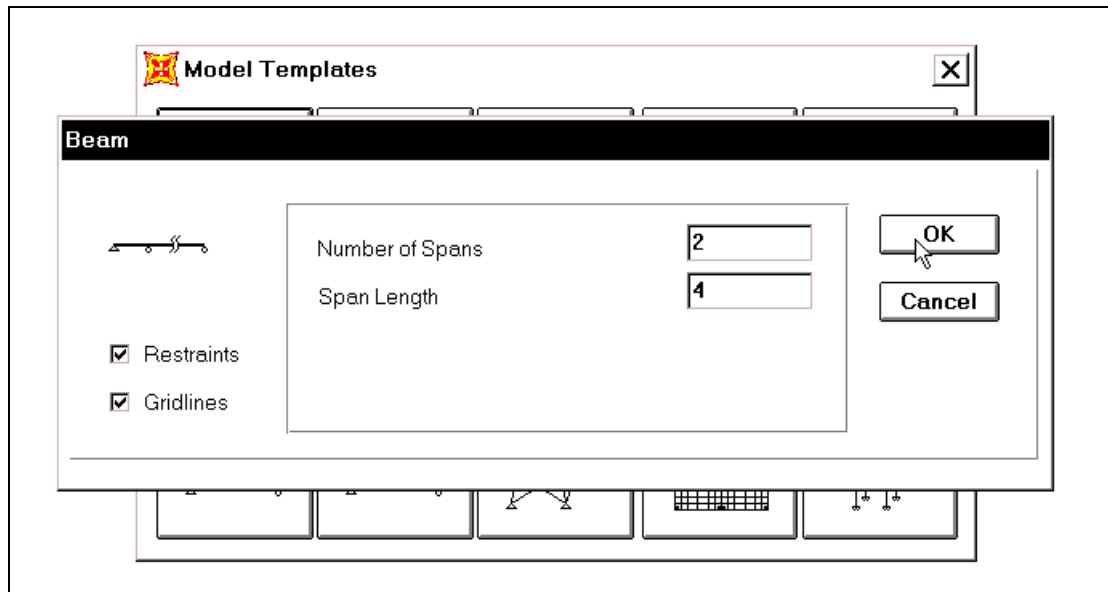 Model Templates
Beam
Number of Spans
2
OK
Span Length
4
Cancel
Restraints
Gridlines